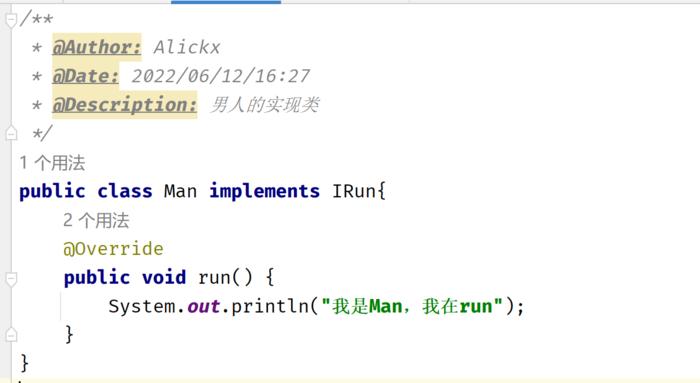 /**
 * @Author: Alickx
 * @Date: 2022/06/12/16:27
 * @Description: 男人的实现类
 */
1 个用法
public class Man implements IRun{
    2 个用法
    @Override
    public void run() {
        System.out.println("我是Man，我在run");
    }
}